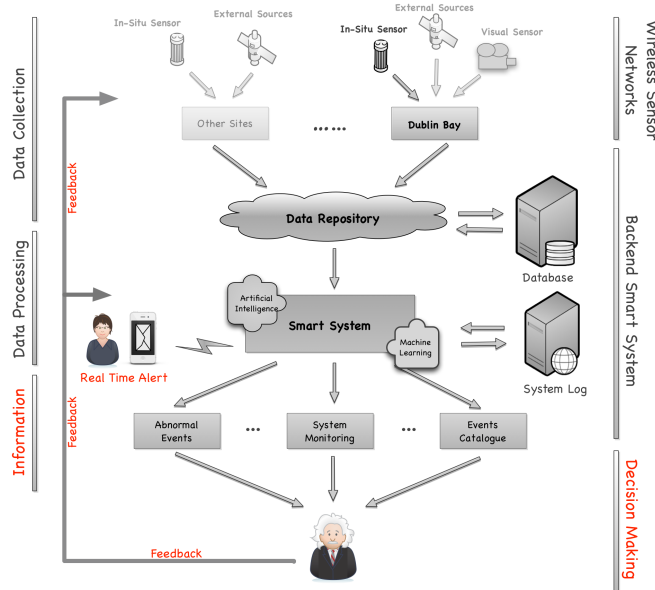 External Sources
In-Situ Sensor
External Sources
In-Situ Sensor
Visual Sensor
Wireless Sensor
Networks
Data Collection
Other Sites
......
Dublin Bay
Feedback
Data Repository
Database
Backend Smart System
Data Processing
Artificial
Intelligence
Smart System
Machine
Learning
System Log
Real Time Alert
Information
Feedback
Abnormal
Events
...
System
Monitoring
...
Events
Catalogue
Decision Making
Feedback